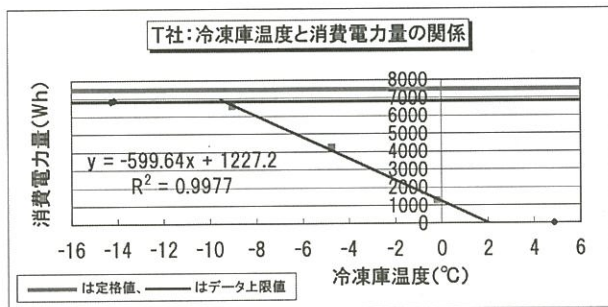 T社：冷凍庫温度と消費電力量の関係
消費電力量(Wh)
8000
7000
6000
5000
4000
3000
2000
1000
0
y = -599.64x + 1227.2
R² = 0.9977
-16 -14 -12 -10 -8 -6 -4 -2 0 2 4 6
冷凍庫温度(℃)
は定格値、 はデータ上限値